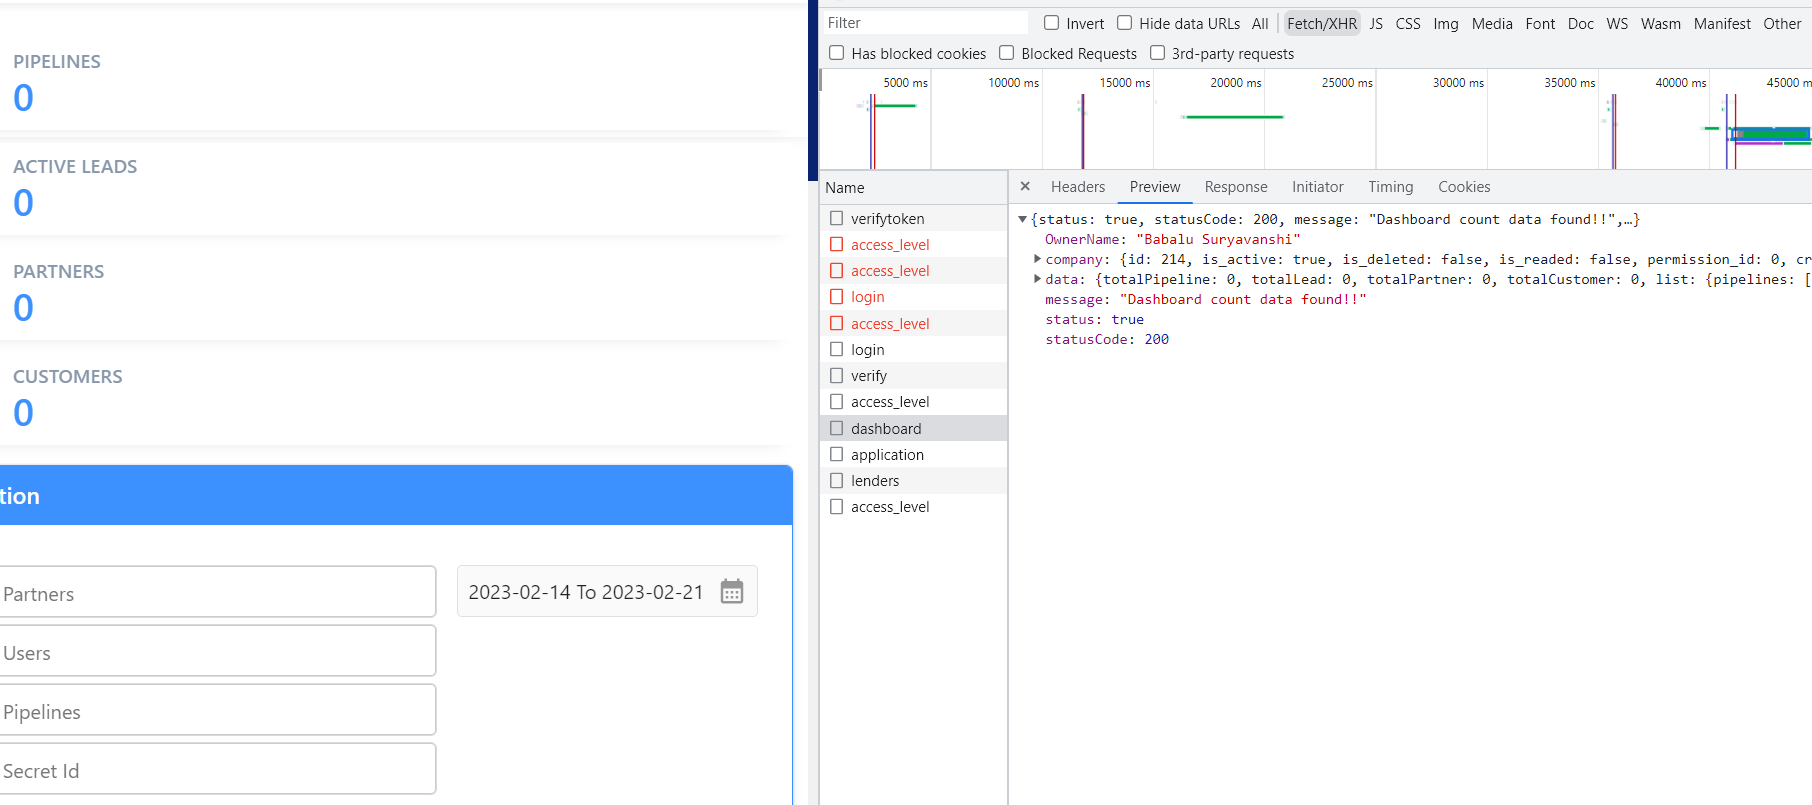 PIPELINES
0
ACTIVE LEADS
0
PARTNERS
0
CUSTOMERS
0
tion
Partners
2023-02-14 To 2023-02-21
Users
Pipelines
Secret Id
Filter
Invert
Hide data URLs
All
Fetch/XHR
JS
CSS
Img
Media
Font
Doc
WS
Wasm
Manifest
Other
Has blocked cookies
Blocked Requests
3rd-party requests
5000 ms
10000 ms
15000 ms
20000 ms
25000 ms
30000 ms
35000 ms
40000 ms
45000 m
Name
verifytoken
access_level
access_level
login
access_level
login
verify
access_level
dashboard
application
lenders
access_level
Headers
Preview
Response
Initiator
Timing
Cookies
{status: true, statusCode: 200, message: "Dashboard count data found!!",…}
OwnerName: "Babalu Suryavanshi"
company: {id: 214, is_active: true, is_deleted: false, is_readed: false, permission_id: 0, cr
data: {totalPipeline: 0, totalLead: 0, totalPartner: 0, totalCustomer: 0, list: {pipelines: [
message: "Dashboard count data found!!"
status: true
statusCode: 200